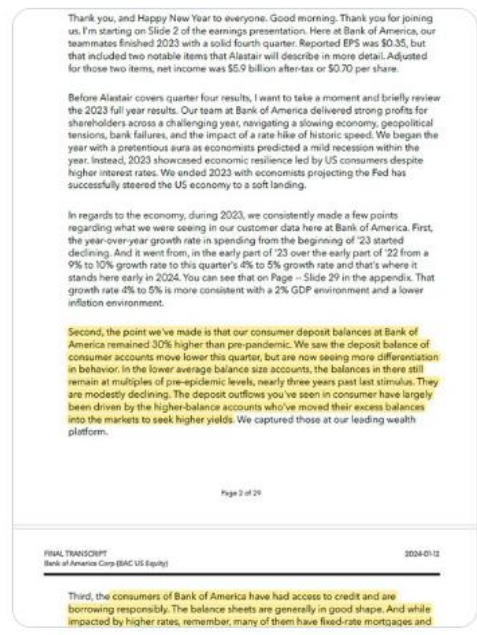 Thank you, and Happy New Year to everyone. Good morning. Thank you for joining
us. I'm starting on Slide 2 of the earnings presentation. Here at Bank of America, our
teammates finished 2023 with a solid fourth quarter. Reported EPS was $0.35, but
that included two notable items that Alastair will describe in more detail. Adjusted
for those two items, net income was $5.9 billion after-tax or $0.70 per share.
Before Alastair covers quarter four results, I want to take a moment and briefly review
the 2023 full year results. Our team at Bank of America delivered strong profits for
shareholders across a challenging year, navigating a slowing economy, geopolitical
tensions, bank failures, and the impact of a rate hike of historic speed. We began the
year with a pretentious aura as economists predicted a mild recession within the
year. Instead, 2023 showcased economic resilience led by US consumers despite
higher interest rates. We ended 2023 with economists projecting the Fed has
successfully steered the US economy to a soft landing.
In regards to the economy, during 2023, we consistently made a few points
regarding what we were seeing in our customer data here at Bank of America. First,
the year-over-year growth rate in spending from the beginning of '23 started
declining. And it went from, in the early part of '23 over the early part of '22 from a
9% to 10% growth rate to this quarter's 4% to 5% growth rate and that's where it
stands here early in 2024. You can see on Page -- Slide 29 in the appendix. That
growth rate 4% to 5% is more consistent with a 2% GDP environment and a lower
inflation environment.
Second, the point we've made is that our consumer deposit balances at Bank of
America remained 30% higher than pre-pandemic. We saw the deposit balance of
consumer accounts move lower this quarter, but are now seeing more differentiation
in behavior. In the lower average balance size accounts, the balances in there still
remain at multiples of pre-epidemic levels, nearly three years past last stimulus. They
are modestly declining. The deposit outflows you've seen in consumer have largely
been driven by the higher-balance accounts who've moved their excess balances
into the markets to seek higher yields. We captured those at our leading wealth
platform.
Page 2 of 29
FINAL TRANSCRIPT 2024-01-12
Bank of America Corp (BAC US Equity)
Third, the consumers of Bank of America have had access to credit and are
borrowing responsibly. The balance sheets are generally in good shape. And while
impacted by higher rates, remember, many of them have fixed-rate mortgages and